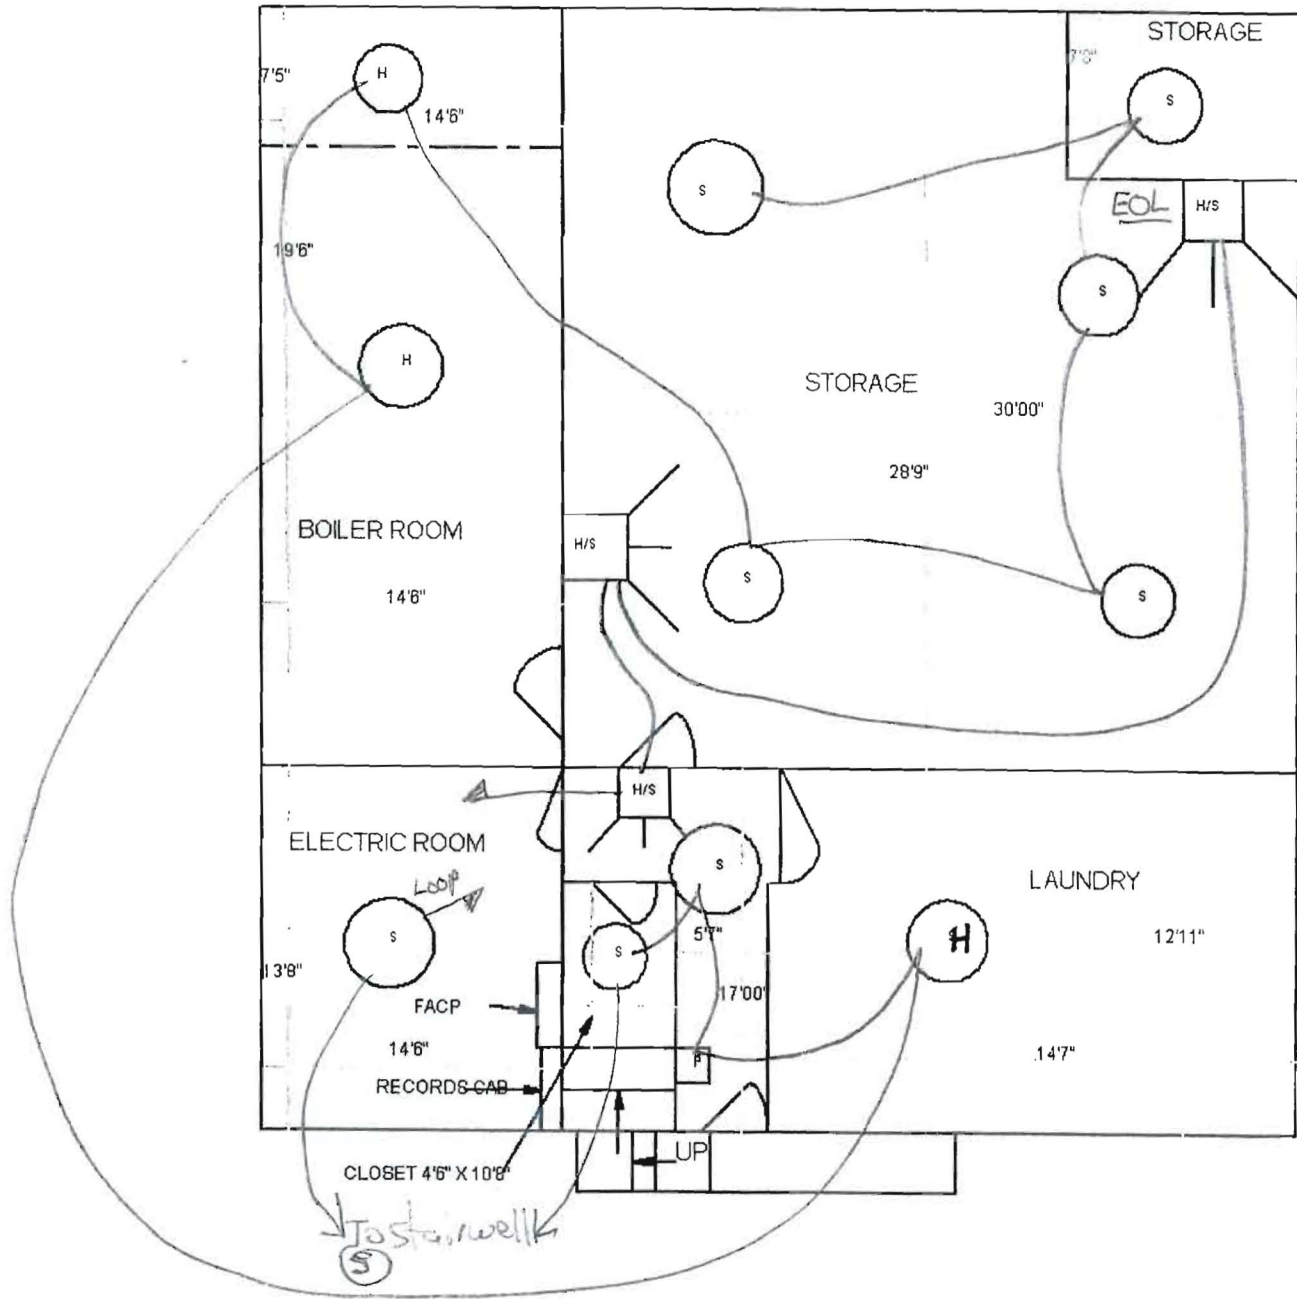 STORAGE
H
7'5"
14'6"
S
S
EOL
H/S
19'6"
S
H
STORAGE
30'00"
28'9"
BOILER ROOM
H/S
14'6"
S
S
H/S
ELECTRIC ROOM
S
LAUNDRY
LOOP
S
S
H
5'7"
12'11"
13'8"
FACP
17'00"
14'6"
14'7"
RECORDS CAB
UP
CLOSET 4'6" X 10'8"
To stairwell
S